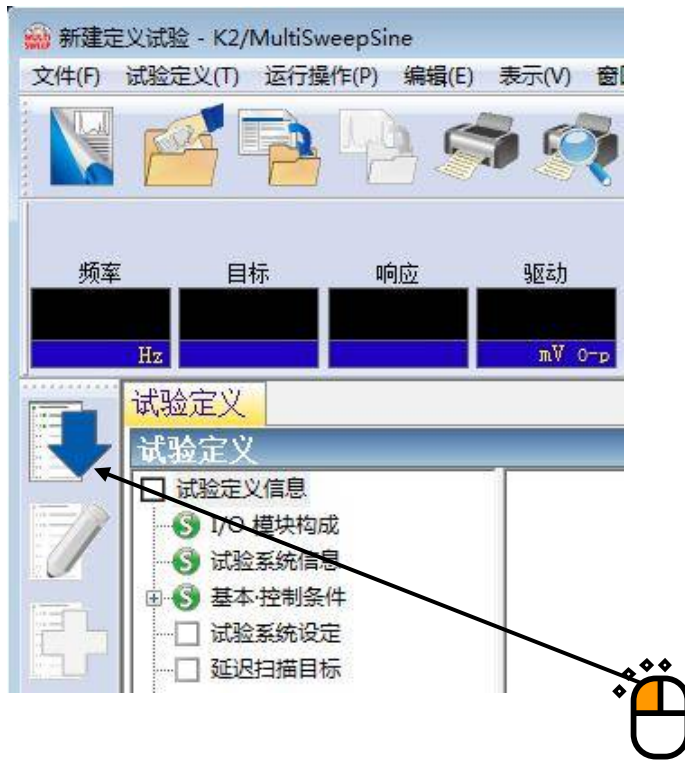 新建定义试验 - K2/MultiSweepSine
文件(F) 试验定义(T) 运行操作(P) 编辑(E) 表示(V)
频率 目标 响应 驱动
Hz mV 0-p
试验定义
试验定义
试验定义信息
I/O 模块构成
试验系统信息
基本·控制条件
试验系统设定
延迟扫描目标